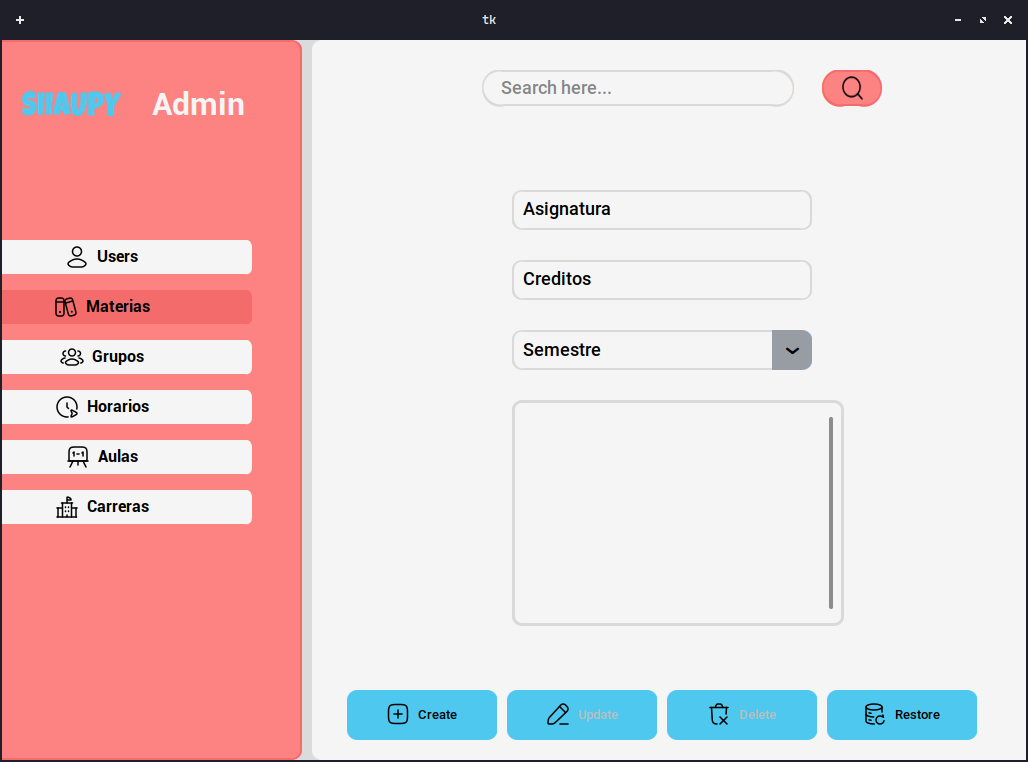 tk
SIIAUPY Admin
Search here...
Asignatura
Creditos
Semestre
Users
Materias
Grupos
Horarios
1-1
Aulas
Carreras
Create
Update
Delete
Restore